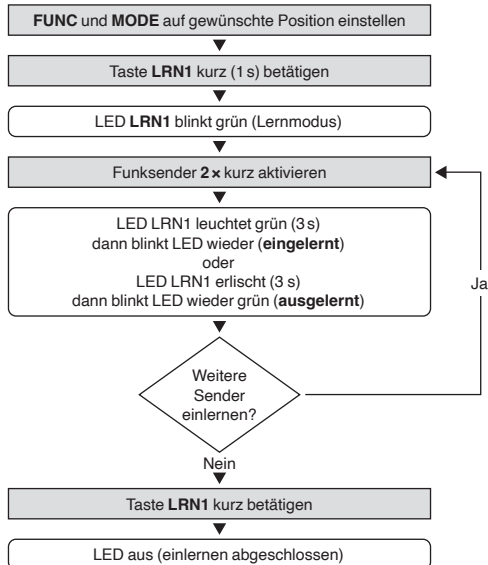 FUNC und MODE auf gewünschte Position einstellen
Taste LRN1 kurz (1 s) betätigen
LED LRN1 blinkt grün (Lernmodus)
Funksender 2× kurz aktivieren
LED LRN1 leuchtet grün (3 s)
dann blinkt LED wieder (eingelernt)
oder
LED LRN1 erlischt (3 s)
dann blinkt LED wieder grün (ausgelernt)
Ja
Weitere
Sender
einlernen?
Nein
Taste LRN1 kurz betätigen
LED aus (einlernen abgeschlossen)